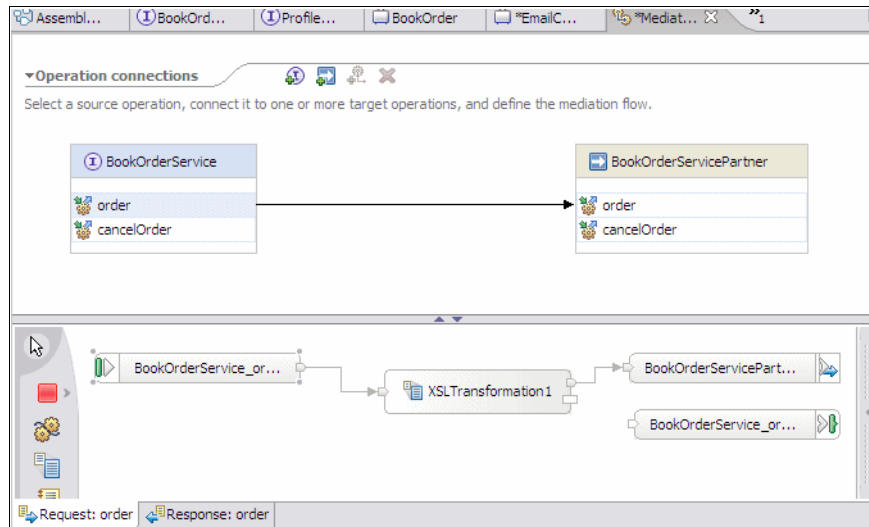 Assembl... BookOrd... Profile... BookOrder *EmailC... *Mediat... »1
Operation connections
Select a source operation, connect it to one or more target operations, and define the mediation flow.
BookOrderService BookOrderServicePartner
order order
cancelOrder cancelOrder
BookOrderService_or... BookOrderServicePart...
XSLTransformation1
BookOrderService_or...
Request: order Response: order